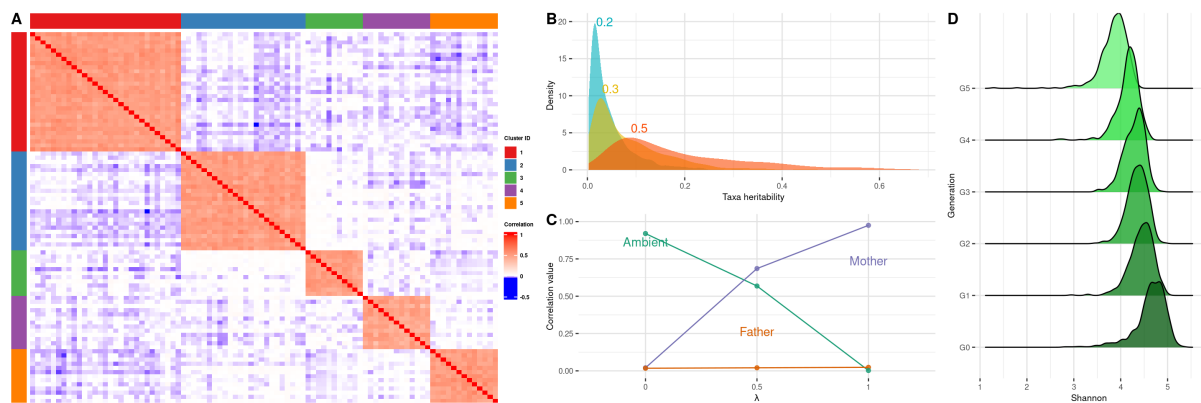 A
Cluster ID
1
2
3
4
5
Correlation
1
0.5
0
-0.5
B
20
15
10
5
0
Density
0.2
0.3
0.5
0.0
0.2
0.4
0.6
Taxa heritability
C
1.00
0.75
0.50
0.25
0.00
Correlation value
Ambient
Mother
Father
0
0.5
1
λ
D
G5
G4
G3
G2
G1
G0
Generation
1
2
3
4
5
Shannon